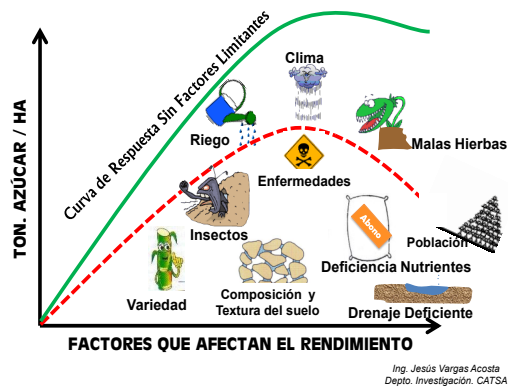 TON. AZÚCAR / HA
Curva de Respuesta Sin Factores Limitantes
Clima
Riego
Malas Hierbas
Enfermedades
Insectos
Abono
Población
Deficiencia Nutrientes
Variedad
Composición y
Textura del suelo
Drenaje Deficiente
FACTORES QUE AFECTAN EL RENDIMIENTO
Ing. Jesús Vargas Acosta
Depto. Investigación. CATSA